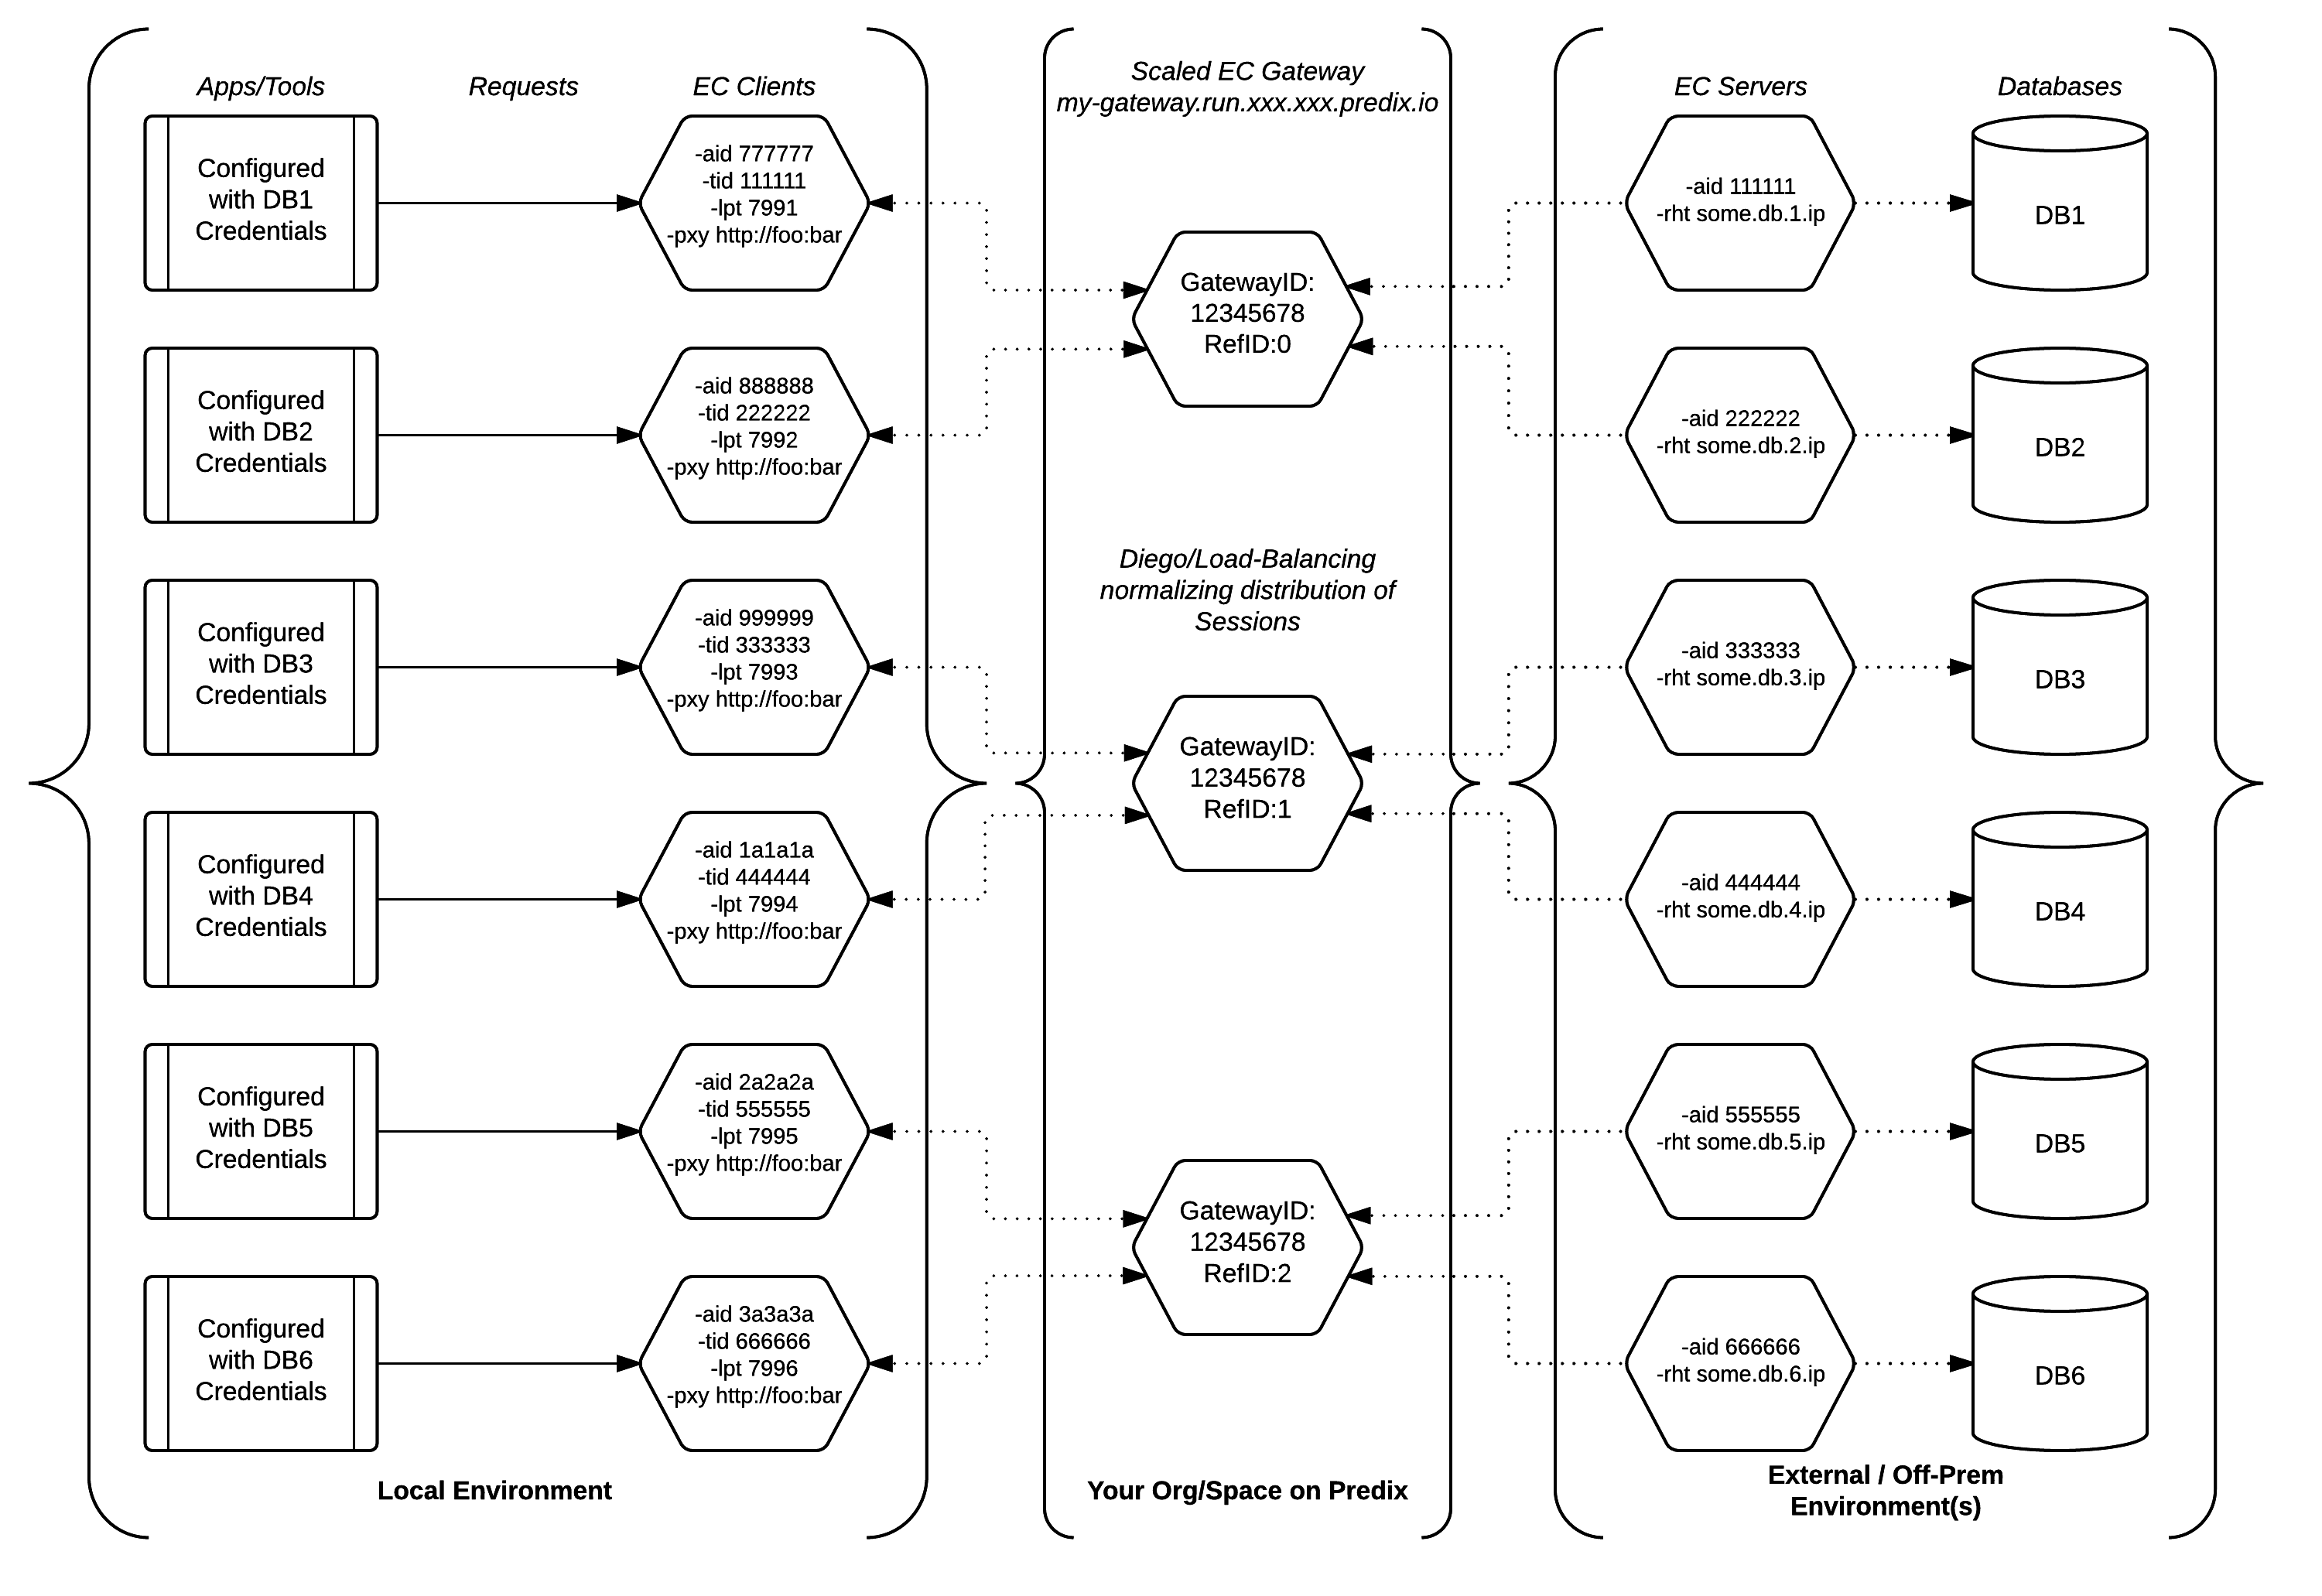 Apps/Tools
Requests
EC Clients
Configured
with DB1
Credentials
-aid 777777
-tid 111111
-lpt 7991
-pxy http://foo:bar
Configured
with DB2
Credentials
-aid 888888
-tid 222222
-lpt 7992
-pxy http://foo:bar
Configured
with DB3
Credentials
-aid 999999
-tid 333333
-lpt 7993
-pxy http://foo:bar
Configured
with DB4
Credentials
-aid 1a1a1a
-tid 444444
-lpt 7994
-pxy http://foo:bar
Configured
with DB5
Credentials
-aid 2a2a2a
-tid 555555
-lpt 7995
-pxy http://foo:bar
Configured
with DB6
Credentials
-aid 3a3a3a
-tid 666666
-lpt 7996
-pxy http://foo:bar
Local Environment
Scaled EC Gateway
my-gateway.run.xxx.xxx.predix.io
GatewayID:
12345678
RefID:0
Diego/Load-Balancing
normalizing distribution of
Sessions
GatewayID:
12345678
RefID:1
GatewayID:
12345678
RefID:2
Your Org/Space on Predix
EC Servers
Databases
-aid 111111
-rht some.db.1.ip
DB1
-aid 222222
-rht some.db.2.ip
DB2
-aid 333333
-rht some.db.3.ip
DB3
-aid 444444
-rht some.db.4.ip
DB4
-aid 555555
-rht some.db.5.ip
DB5
-aid 666666
-rht some.db.6.ip
DB6
External / Off-Prem
Environment(s)